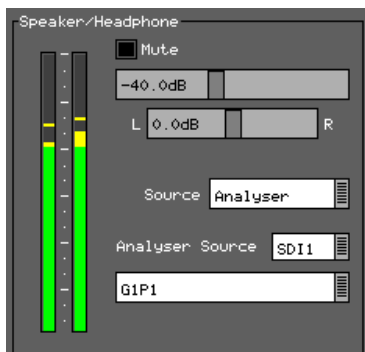 Speaker/Headphone
Mute
-40.0dB
L 0.0dB R
Source Analyser
Analyser Source SDI1
G1P1